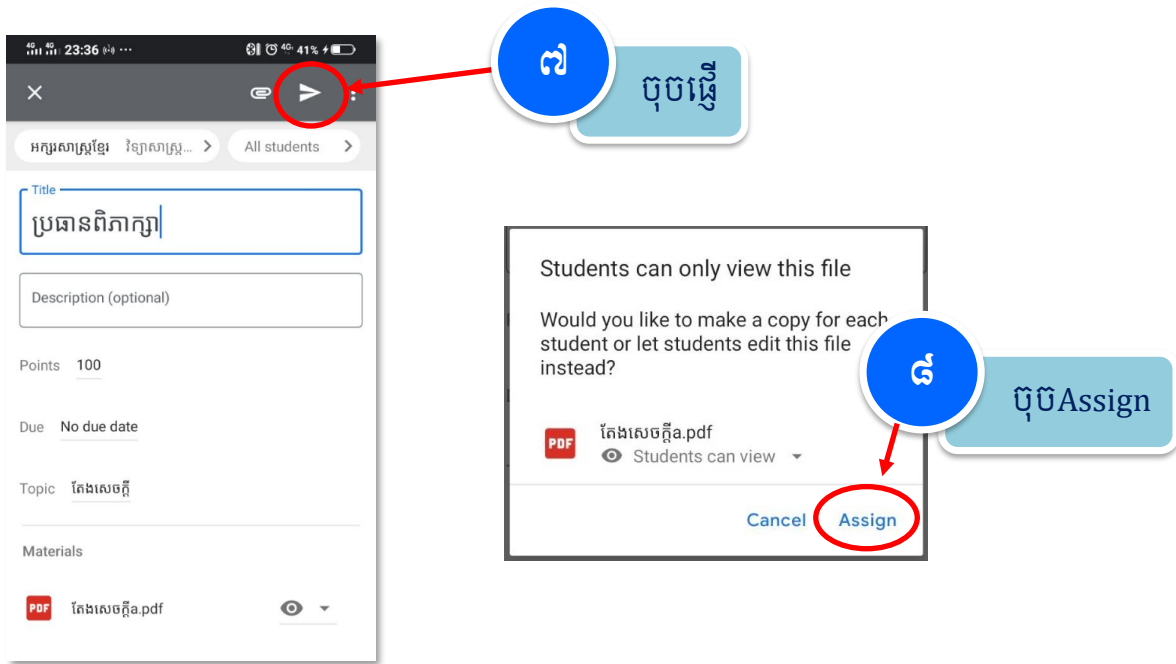 23:36 ...
4G 41%
អក្សរសាស្ត្រខ្មែរ វិទ្យាសាស្ត្រ... > All students >
Title
ប្រធានពិភាក្សា
Description (optional)
Points 100
Due No due date
Topic តែងសេចក្តី
Materials
PDF តែងសេចក្តីa.pdf
៧
ចុចផ្ញើ
Students can only view this file
Would you like to make a copy for each
student or let students edit this file
instead?
PDF តែងសេចក្តីa.pdf
Students can view
Cancel Assign
៨
ចុចAssign